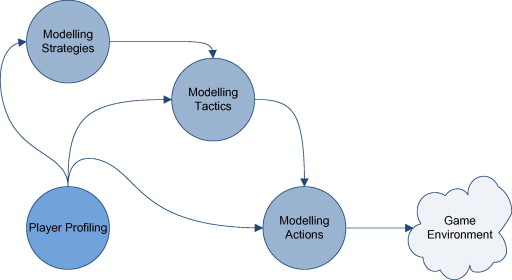 Modelling
Strategies
Modelling
Tactics
Player Profiling
Modelling
Actions
Game
Environment